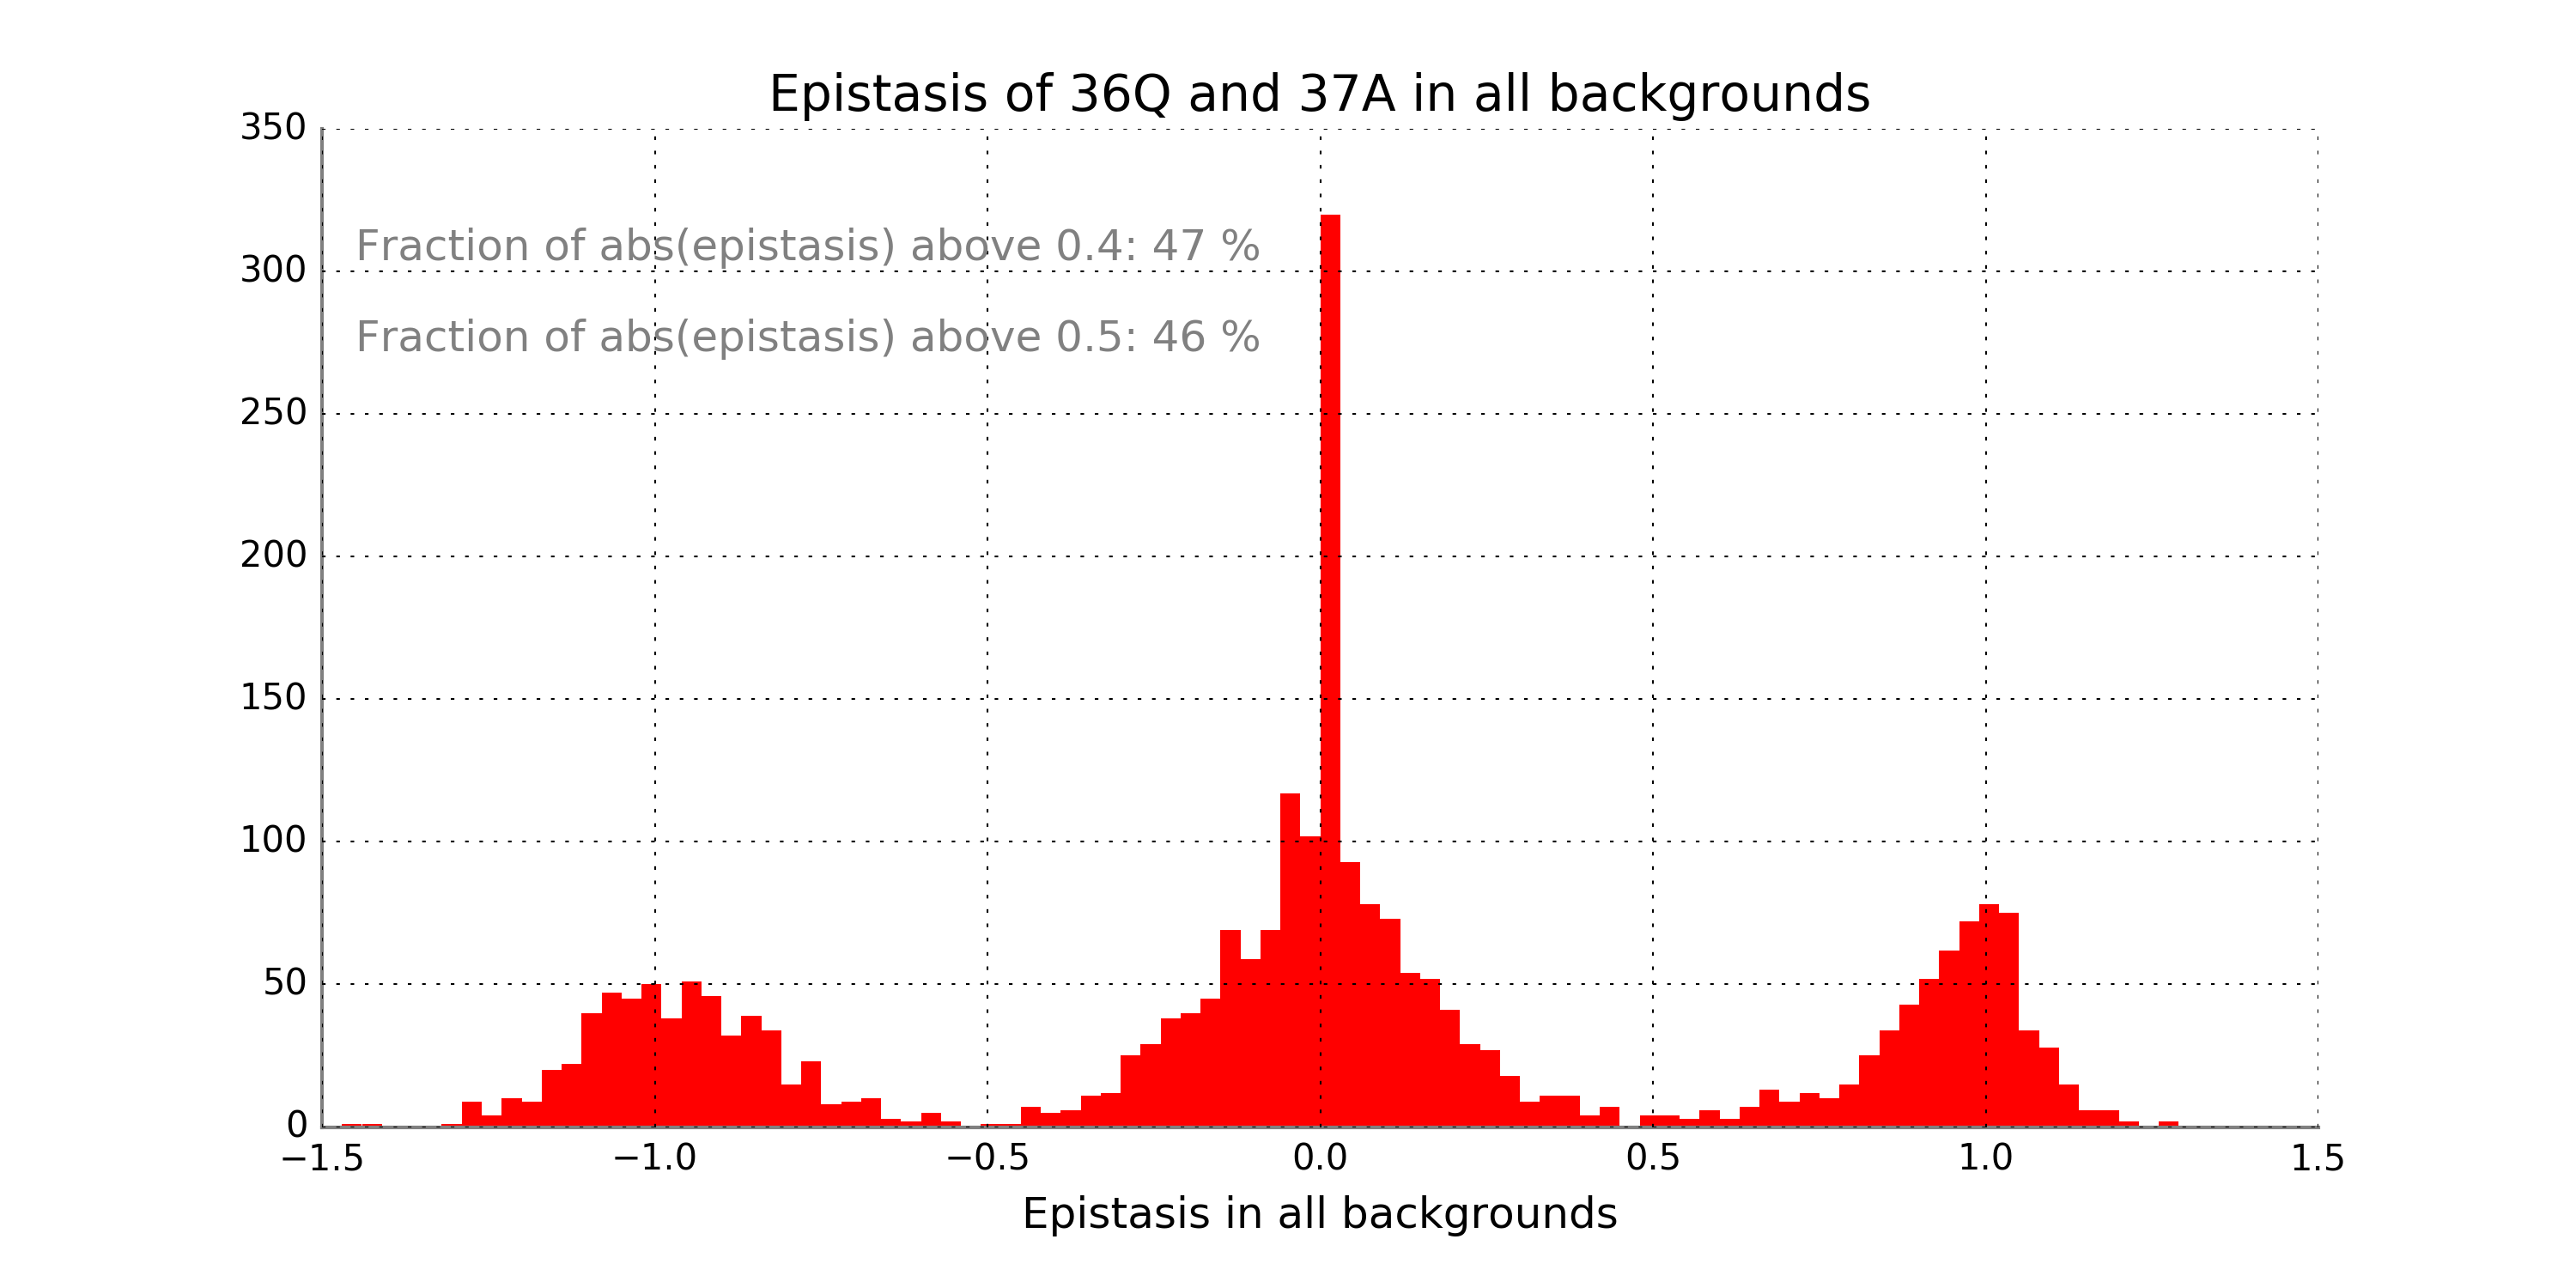 Epistasis of 36Q and 37A in all backgrounds
350
Fraction of abs(epistasis) above 0.4: 47 %
300
Fraction of abs(epistasis) above 0.5: 46 %
250
200
150
100
50
0
−1.5 −1.0 −0.5 0.0 0.5 1.0 1.5
Epistasis in all backgrounds